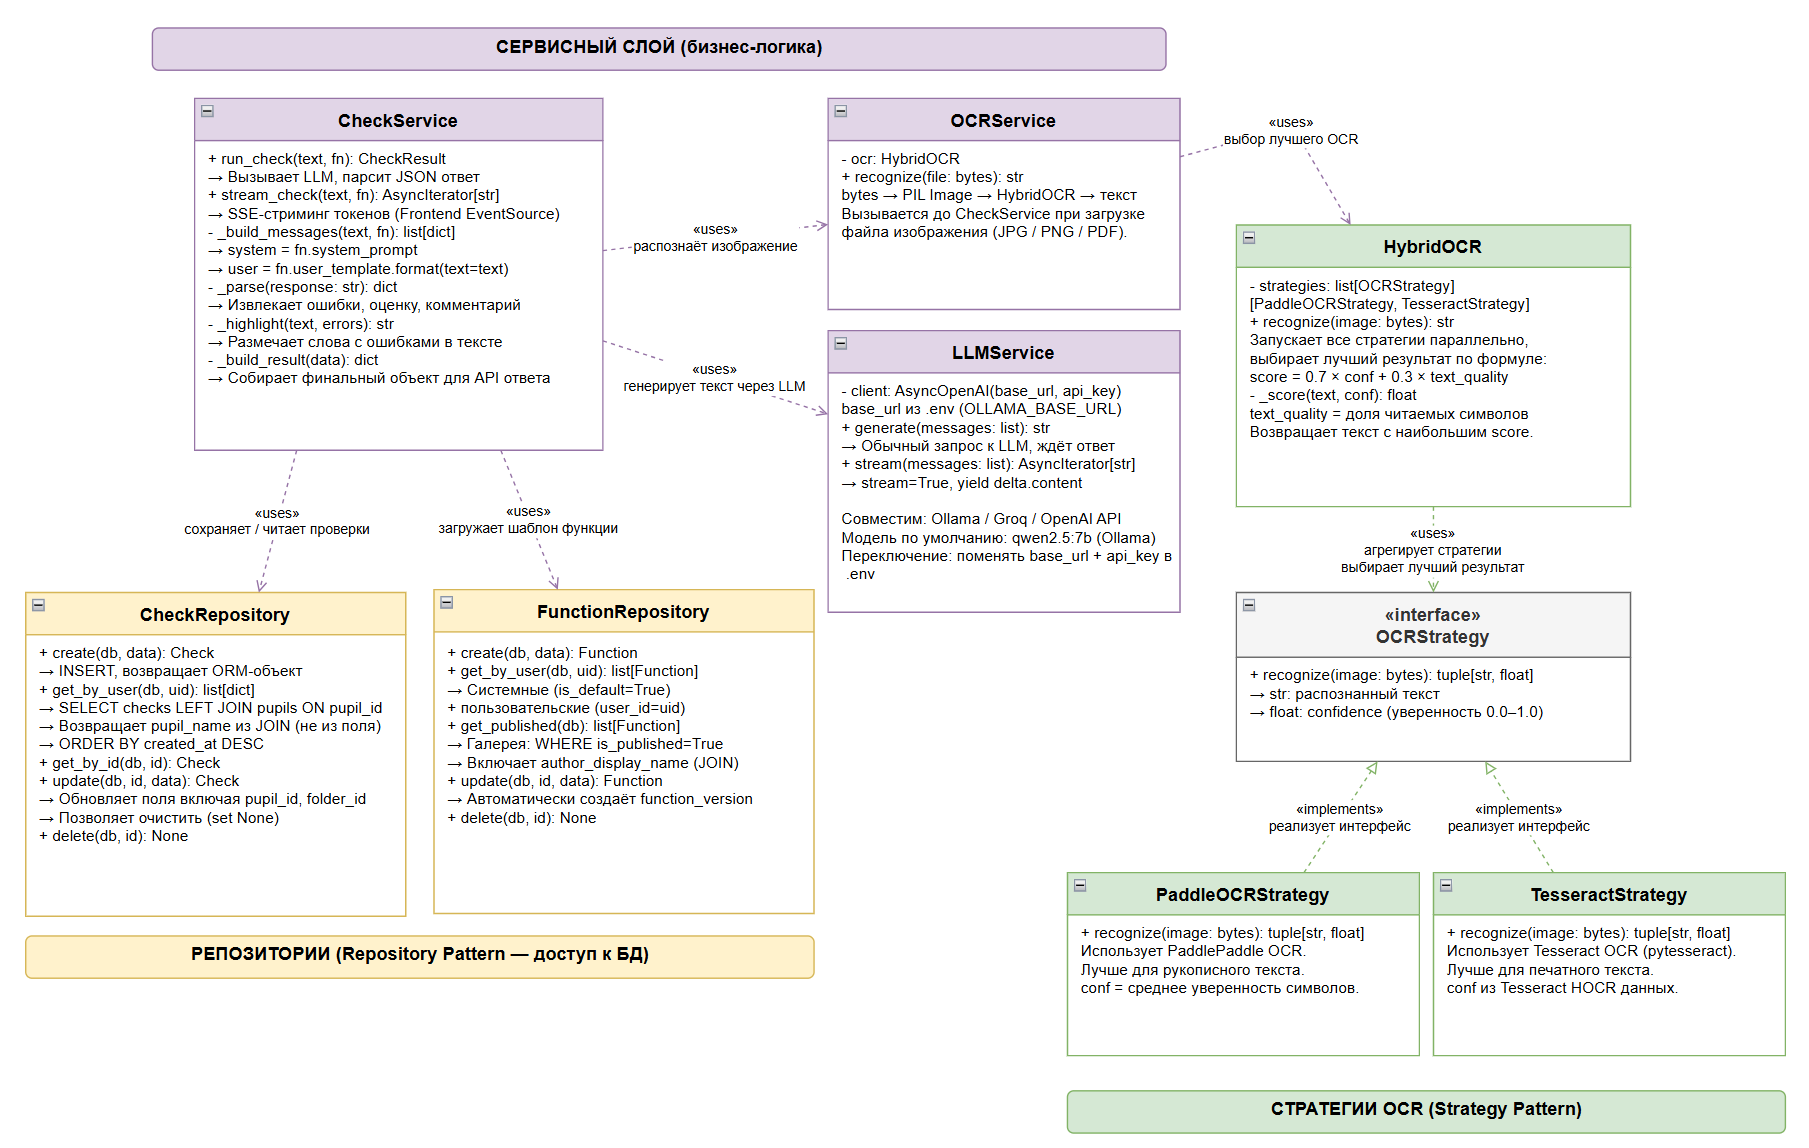 СЕРВИСНЫЙ СЛОЙ (бизнес-логика)
CheckService
+ run_check(text, fn): CheckResult
→ Вызывает LLM, парсит JSON ответ
+ stream_check(text, fn): AsyncIterator[str]
→ SSE-стриминг токенов (Frontend EventSource)
- _build_messages(text, fn): list[dict]
→ system = fn.system_prompt
→ user = fn.user_template.format(text=text)
- _parse(response: str): dict
→ Извлекает ошибки, оценку, комментарий
- _highlight(text, errors): str
→ Размечает слова с ошибками в тексте
- _build_result(data): dict
→ Собирает финальный объект для API ответа
«uses»
распознаёт изображение
«uses»
генерирует текст через LLM
OCRService
- ocr: HybridOCR
+ recognize(file: bytes): str
bytes → PIL Image → HybridOCR → текст
Вызывается до CheckService при загрузке
файла изображения (JPG / PNG / PDF).
«uses»
выбор лучшего OCR
LLMService
- client: AsyncOpenAI(base_url, api_key)
base_url из .env (OLLAMA_BASE_URL)
+ generate(messages: list): str
→ Обычный запрос к LLM, ждёт ответ
+ stream(messages: list): AsyncIterator[str]
→ stream=True, yield delta.content
Совместим: Ollama / Groq / OpenAI API
Модель по умолчанию: qwen2.5:7b (Ollama)
Переключение: поменять base_url + api_key в
.env
HybridOCR
- strategies: list[OCRStrategy]
[PaddleOCRStrategy, TesseractStrategy]
+ recognize(image: bytes): str
Запускает все стратегии параллельно,
выбирает лучший результат по формуле:
score = 0.7 × conf + 0.3 × text_quality
- _score(text, conf): float
text_quality = доля читаемых символов
Возвращает текст с наибольшим score.
«uses»
сохраняет / читает проверки
«uses»
загружает шаблон функции
«uses»
агрегирует стратегии
выбирает лучший результат
CheckRepository
+ create(db, data): Check
→ INSERT, возвращает ORM-объект
+ get_by_user(db, uid): list[dict]
→ SELECT checks LEFT JOIN pupils ON pupil_id
→ Возвращает pupil_name из JOIN (не из поля)
→ ORDER BY created_at DESC
+ get_by_id(db, id): Check
+ update(db, id, data): Check
→ Обновляет поля включая pupil_id, folder_id
→ Позволяет очистить (set None)
+ delete(db, id): None
FunctionRepository
+ create(db, data): Function
+ get_by_user(db, uid): list[Function]
→ Системные (is_default=True)
+ пользовательские (user_id=uid)
+ get_published(db): list[Function]
→ Галерея: WHERE is_published=True
→ Включает author_display_name (JOIN)
+ update(db, id, data): Function
→ Автоматически создаёт function_version
+ delete(db, id): None
«interface»
OCRStrategy
+ recognize(image: bytes): tuple[str, float]
→ str: распознанный текст
→ float: confidence (уверенность 0.0–1.0)
«implements»
реализует интерфейс
«implements»
реализует интерфейс
PaddleOCRStrategy
+ recognize(image: bytes): tuple[str, float]
Использует PaddlePaddle OCR.
Лучше для рукописного текста.
conf = среднее уверенность символов.
TesseractStrategy
+ recognize(image: bytes): tuple[str, float]
Использует Tesseract OCR (pytesseract).
Лучше для печатного текста.
conf из Tesseract HOCR данных.
РЕПОЗИТОРИИ (Repository Pattern — доступ к БД)
СТРАТЕГИИ OCR (Strategy Pattern)